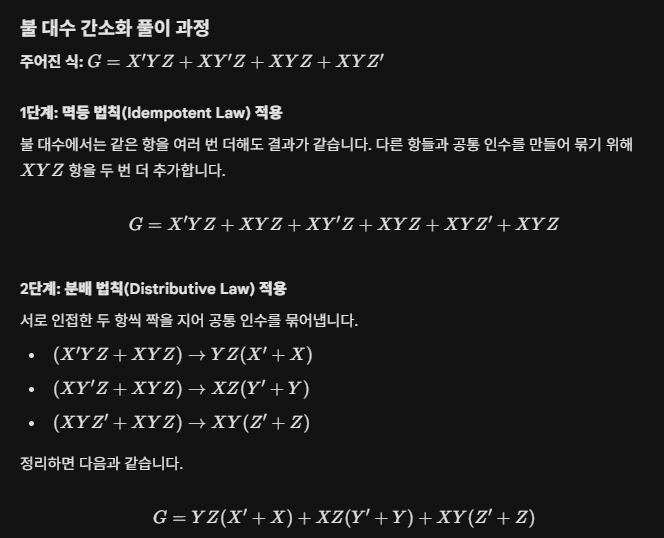 불 대수 간소화 풀이 과정
주어진 식: G = X′YZ + XY′Z + XYZ + XYZ′
1단계: 멱등 법칙(Idempotent Law) 적용
불 대수에서는 같은 항을 여러 번 더해도 결과가 같습니다. 다른 항들과 공통 인수를 만들어 묶기 위해
XYZ 항을 두 번 더 추가합니다.
G = X′YZ + XYZ + XY′Z + XYZ + XYZ′ + XYZ
2단계: 분배 법칙(Distributive Law) 적용
서로 인접한 두 항씩 짝을 지어 공통 인수를 묶어냅니다.
• (X′YZ + XYZ) → YZ(X′ + X)
• (XY′Z + XYZ) → XZ(Y′ + Y)
• (XYZ′ + XYZ) → XY(Z′ + Z)
정리하면 다음과 같습니다.
G = YZ(X′ + X) + XZ(Y′ + Y) + XY(Z′ + Z)